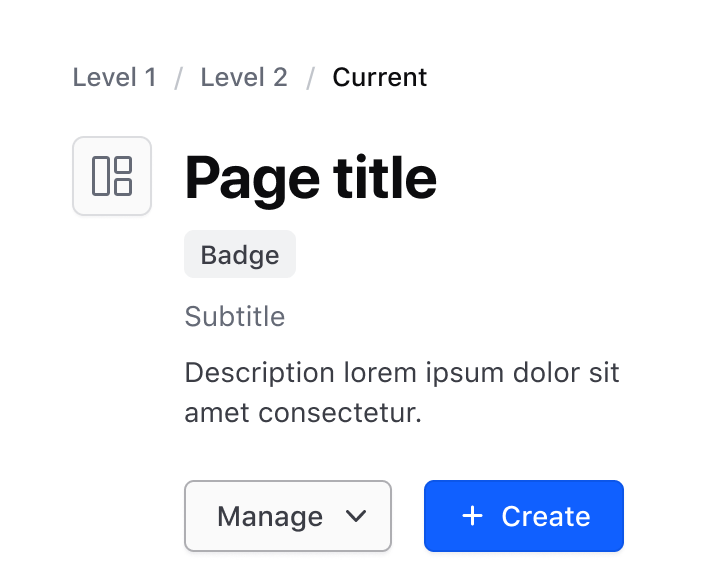 Level 1 / Level 2 / Current
Page title
Badge
Subtitle
Description lorem ipsum dolor sit
amet consectetur.
Manage + Create